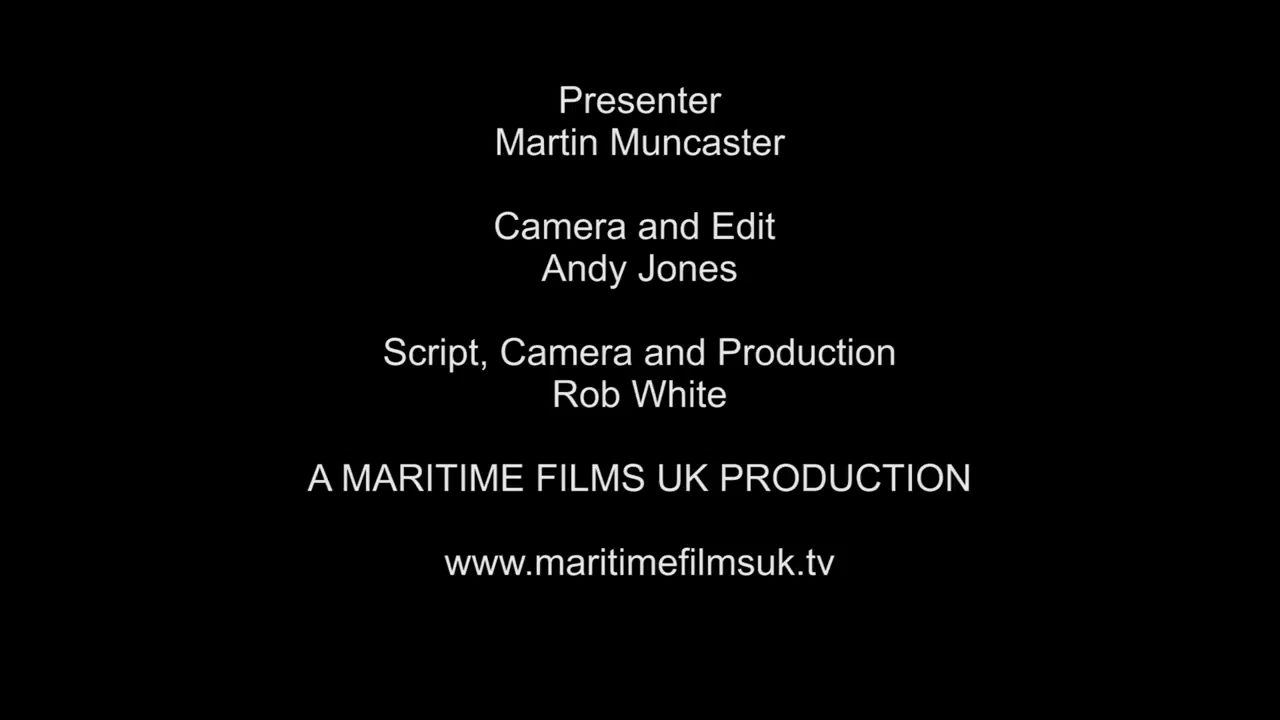 Presenter
Martin Muncaster
Camera and Edit
Andy Jones
Script, Camera and Production
Rob White
A MARITIME FILMS UK PRODUCTION
www.maritimefilmsuk.tv